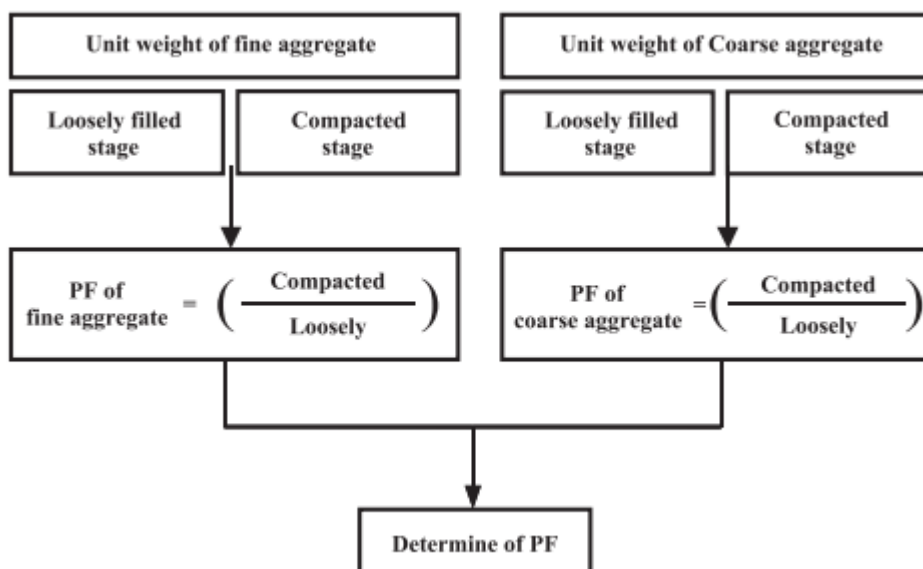 Unit weight of fine aggregate
Loosely filled
stage
Compacted
stage
PF of
fine aggregate = ( Compacted
Loosely )
Unit weight of Coarse aggregate
Loosely filled
stage
Compacted
stage
PF of
coarse aggregate = ( Compacted
Loosely )
Determine of PF